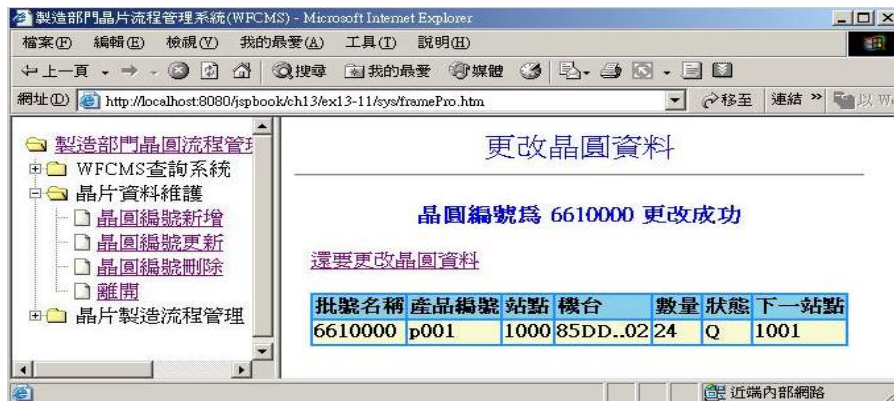 製造部門晶片流程管理系統(WFCMS) - Microsoft Internet Explorer
檔案(F) 編輯(E) 檢視(V) 我的最愛(A) 工具(T) 說明(H)
上一頁 搜尋 我的最愛 媒體
網址(D) http://localhost:8080/jspbook/ch13/ex13-11/sys/framePro.htm 移至 連結 » 以 W
製造部門晶圓流程管理
WFCMS查詢系統
晶片資料維護
晶圓編號新增
晶圓編號更新
晶圓編號刪除
離開
晶片製造流程管理
更改晶圓資料
晶圓編號為 6610000 更改成功
還要更改晶圓資料
批號名稱 產品編號 站點 機台 數量 狀態 下一站點
6610000 p001 1000 85DD..02 24 Q 1001
近端內部網路